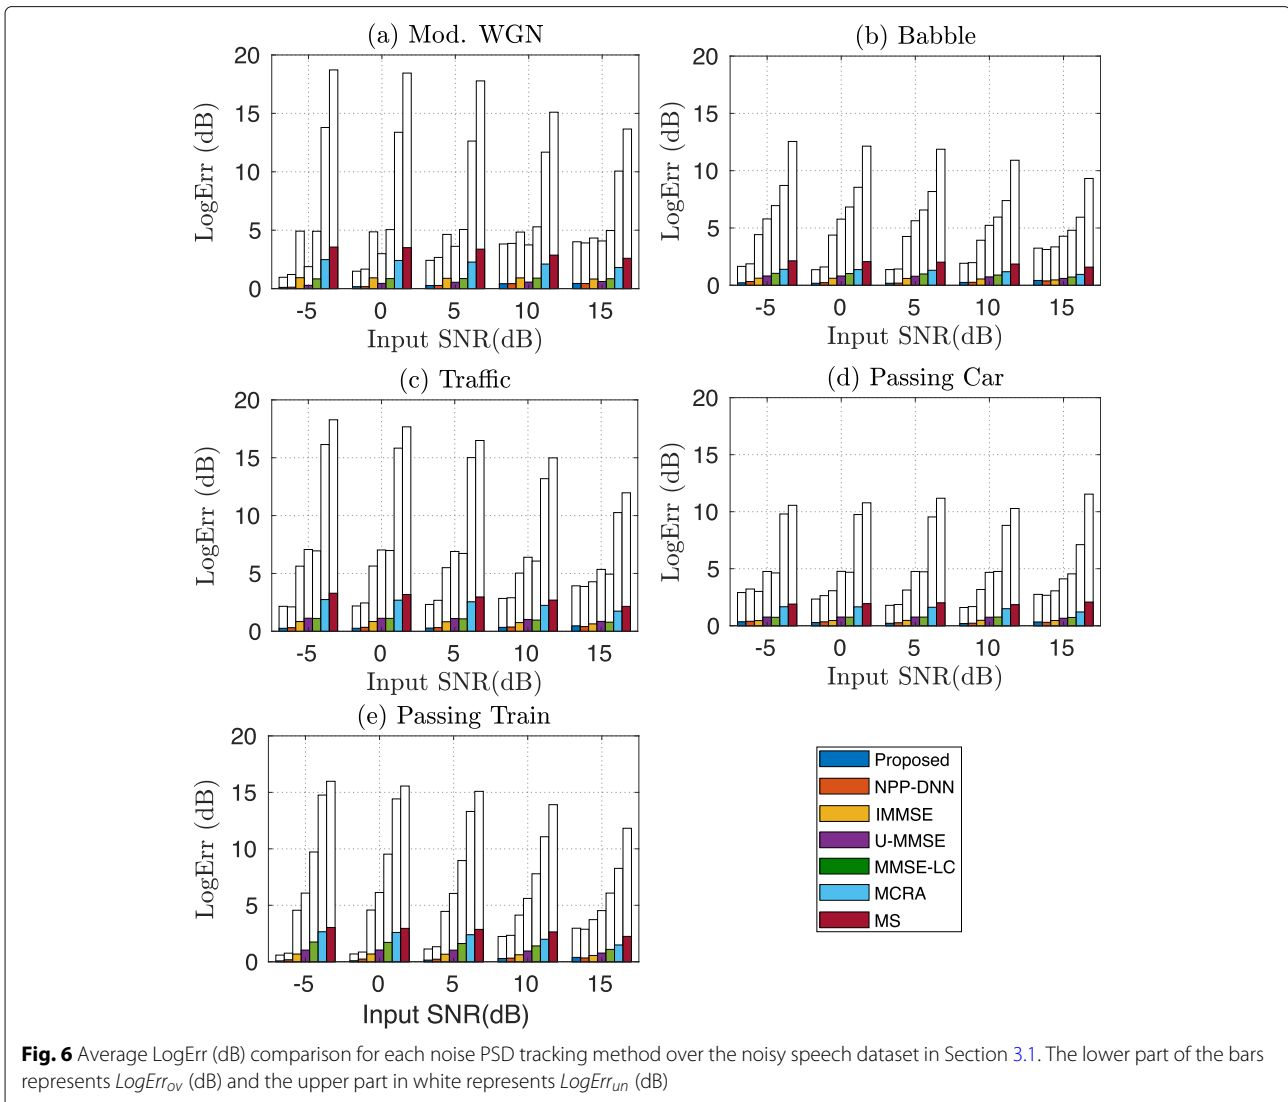 (a) Mod. WGN
20
15
10
5
0
LogErr (dB)
-5 0 5 10 15
Input SNR(dB)
(b) Babble
20
15
10
5
0
LogErr (dB)
-5 0 5 10 15
Input SNR(dB)
(c) Traffic
20
15
10
5
0
LogErr (dB)
-5 0 5 10 15
Input SNR(dB)
(d) Passing Car
20
15
10
5
0
LogErr (dB)
-5 0 5 10 15
Input SNR(dB)
(e) Passing Train
20
15
10
5
0
LogErr (dB)
-5 0 5 10 15
Input SNR(dB)
Proposed
NPP-DNN
IMMSE
U-MMSE
MMSE-LC
MCRA
MS
Fig. 6 Average LogErr (dB) comparison for each noise PSD tracking method over the noisy speech dataset in Section 3.1. The lower part of the bars
represents LogErr_ov (dB) and the upper part in white represents LogErr_un (dB)